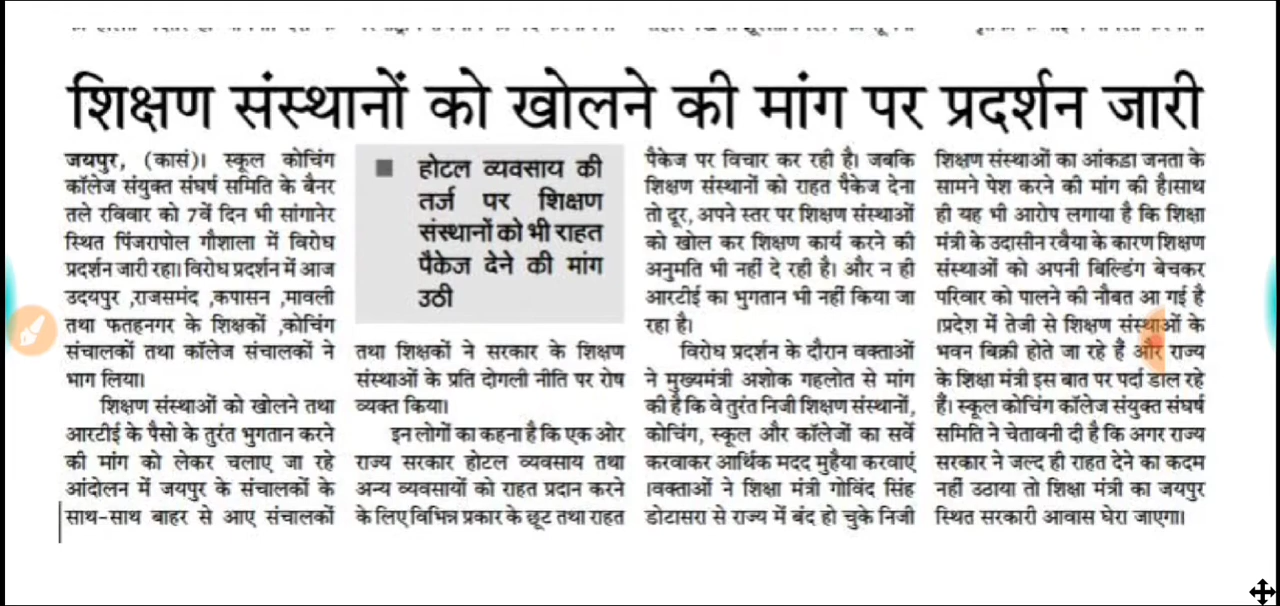 शिक्षण संस्थानों को खोलने की मांग पर प्रदर्शन जारी
जयपुर, (कासं)। स्कूल कोचिंग
कॉलेज संयुक्त संघर्ष समिति के बैनर
तले रविवार को 7वें दिन भी सांगानेर
स्थित पिंजरापोल गौशाला में विरोध
प्रदर्शन जारी रहा। विरोध प्रदर्शन में आज
उदयपुर ,राजसमंद ,कपासन ,मावली
तथा फतहनगर के शिक्षकों ,कोचिंग
संचालकों तथा कॉलेज संचालकों ने
भाग लिया।
शिक्षण संस्थाओं को खोलने तथा
आरटीई के पैसो के तुरंत भुगतान करने
की मांग को लेकर चलाए जा रहे
आंदोलन में जयपुर के संचालकों के
साथ-साथ बाहर से आए संचालकों
होटल व्यवसाय की
तर्ज पर शिक्षण
संस्थानों को भी राहत
पैकेज देने की मांग
उठी
तथा शिक्षकों ने सरकार के शिक्षण
संस्थाओं के प्रति दोगली नीति पर रोष
व्यक्त किया।
इन लोगों का कहना है कि एक ओर
राज्य सरकार होटल व्यवसाय तथा
अन्य व्यवसायों को राहत प्रदान करने
के लिए विभिन्न प्रकार के छूट तथा राहत
पैकेज पर विचार कर रही है। जबकि
शिक्षण संस्थानों को राहत पैकेज देना
तो दूर, अपने स्तर पर शिक्षण संस्थाओं
को खोल कर शिक्षण कार्य करने की
अनुमति भी नहीं दे रही है। और न ही
आरटीई का भुगतान भी नहीं किया जा
रहा है।
विरोध प्रदर्शन के दौरान वक्ताओं
ने मुख्यमंत्री अशोक गहलोत से मांग
की है कि वे तुरंत निजी शिक्षण संस्थानों,
कोचिंग, स्कूल और कॉलेजों का सर्वे
करवाकर आर्थिक मदद मुहैया करवाएं
।वक्ताओं ने शिक्षा मंत्री गोविंद सिंह
डोटासरा से राज्य में बंद हो चुके निजी
शिक्षण संस्थाओं का आंकड़ा जनता के
सामने पेश करने की मांग की है।साथ
ही यह भी आरोप लगाया है कि शिक्षा
मंत्री के उदासीन रवैया के कारण शिक्षण
संस्थाओं को अपनी बिल्डिंग बेचकर
परिवार को पालने की नौबत आ गई है
।प्रदेश में तेजी से शिक्षण संस्थाओं के
भवन बिक्री होते जा रहे हैं और राज्य
के शिक्षा मंत्री इस बात पर पर्दा डाल रहे
हैं। स्कूल कोचिंग कॉलेज संयुक्त संघर्ष
समिति ने चेतावनी दी है कि अगर राज्य
सरकार ने जल्द ही राहत देने का कदम
नहीं उठाया तो शिक्षा मंत्री का जयपुर
स्थित सरकारी आवास घेरा जाएगा।